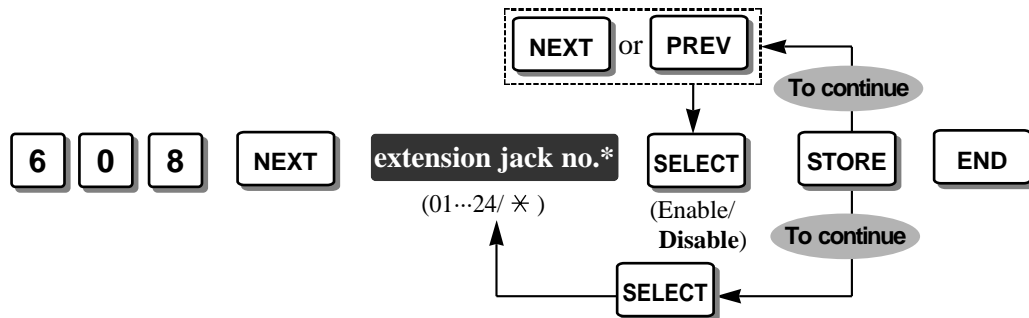 NEXT or PREV
To continue
6 0 8 NEXT extension jack no.* SELECT STORE END
(01···24/ ✳ )
(Enable/
Disable)
To continue
SELECT